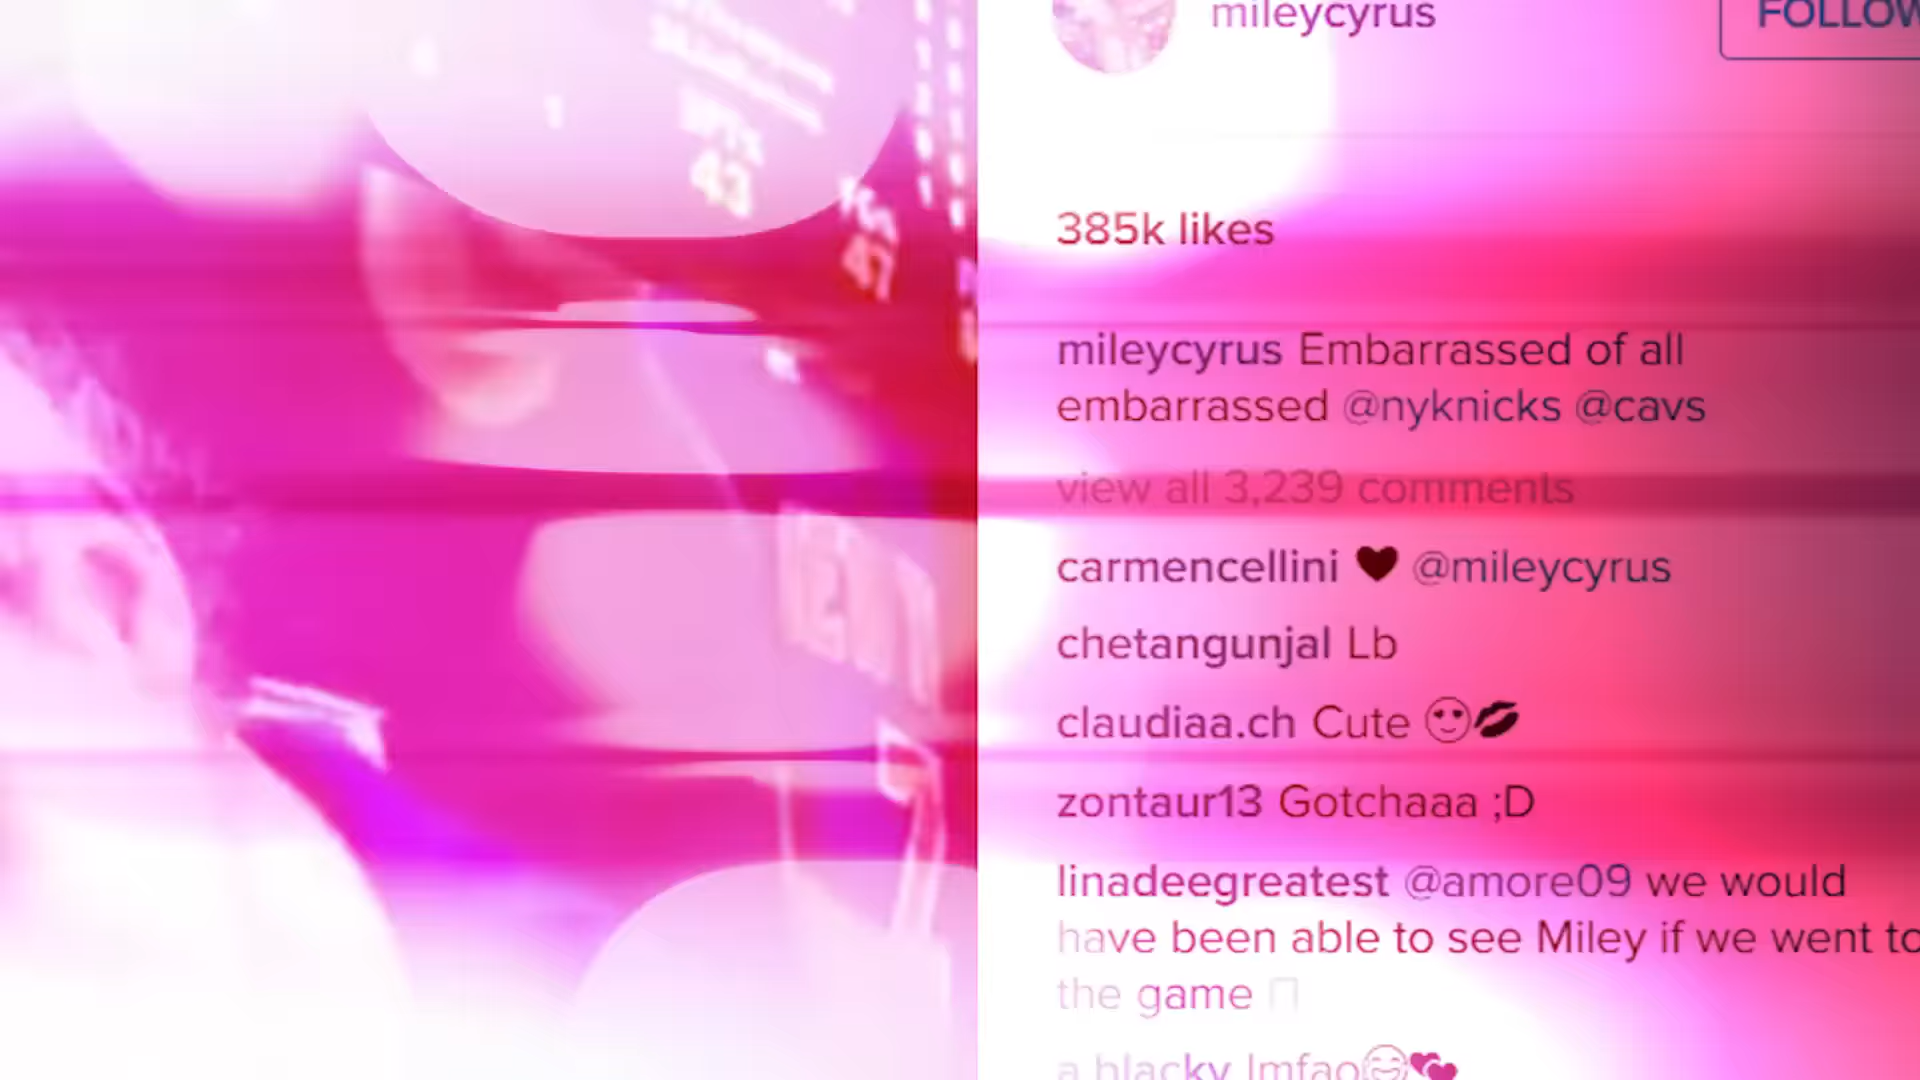 mileycyrus
FOLLOW
43
42
385k likes
mileycyrus Embarrassed of all
embarrassed @nyknicks @cavs
view all 3,239 comments
carmencellini ♥ @mileycyrus
chetangunjal Lb
claudiaa.ch Cute 😍💋
zontaur13 Gotchaaa ;D
linadeegreatest @amore09 we would
have been able to see Miley if we went to
the game
a blacky lmfao😊💕